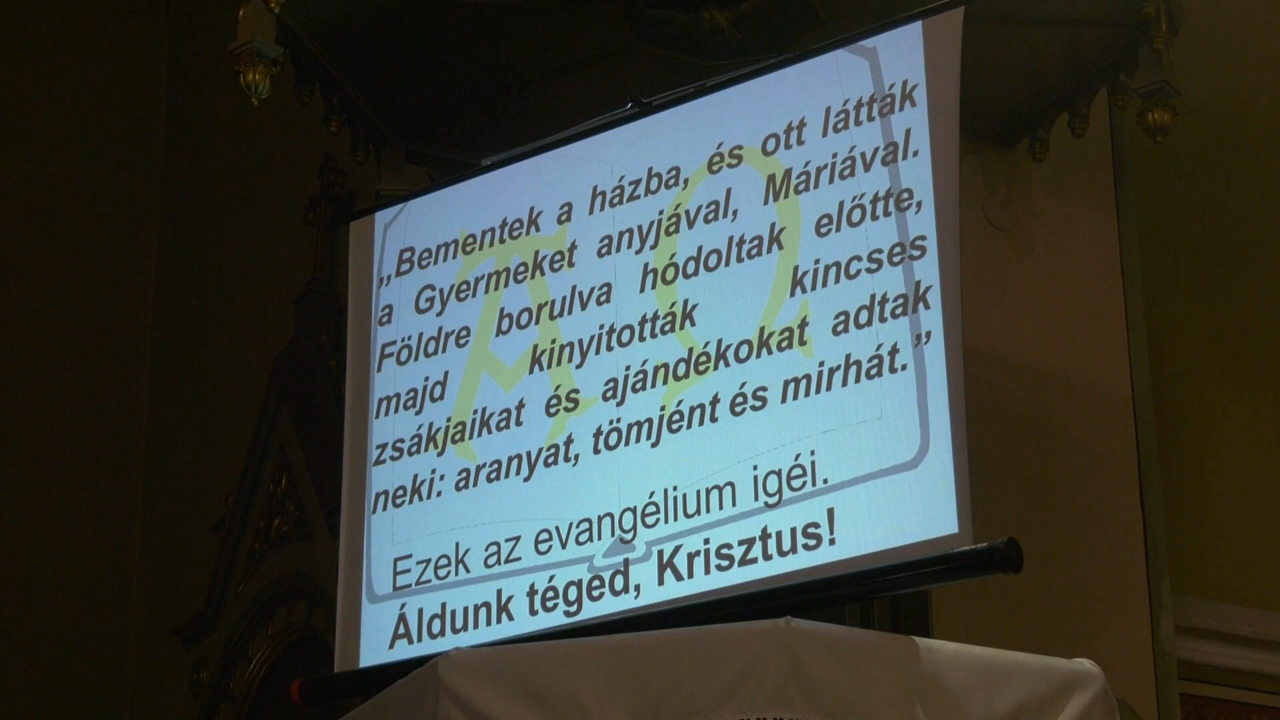 „Bementek a házba, és ott látták
a Gyermeket anyjával, Máriával.
Földre borulva hódoltak előtte,
majd kinyitották kincses
zsákjaikat és ajándékokat adtak
neki: aranyat, tömjént és mirhát.”
Ezek az evangélium igéi.
Áldunk téged, Krisztus!